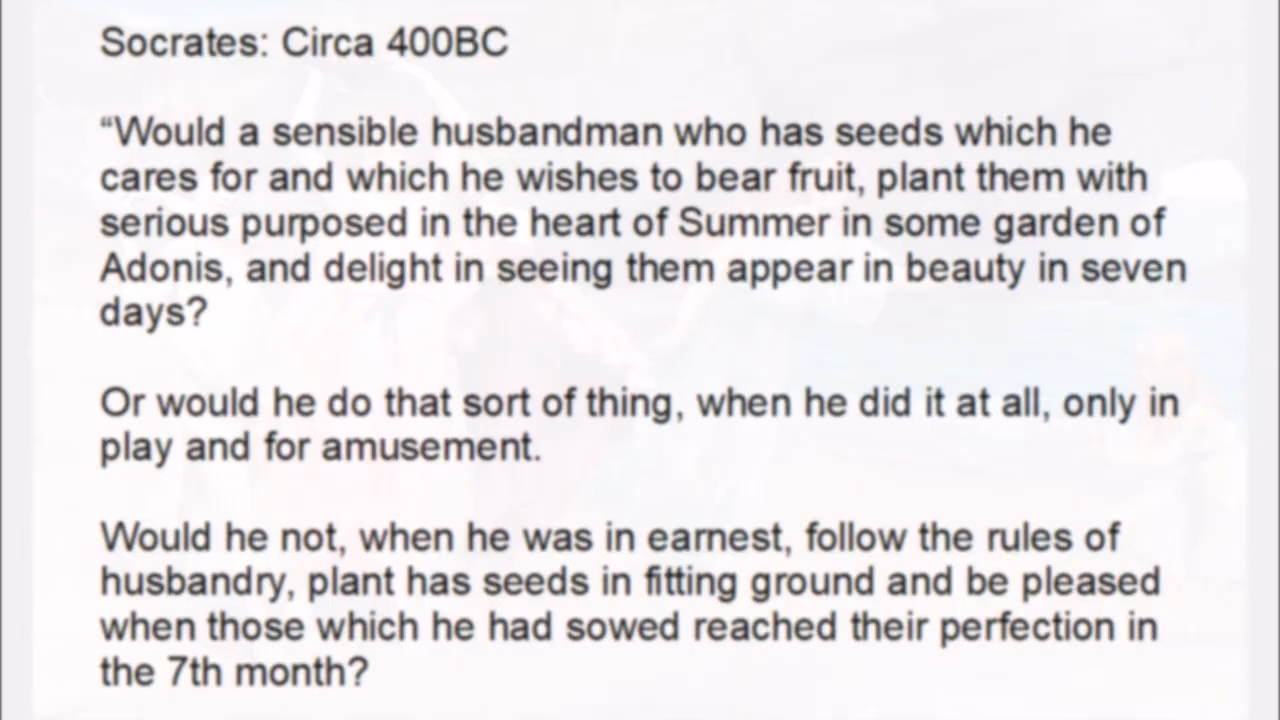 Socrates: Circa 400BC
“Would a sensible husbandman who has seeds which he
cares for and which he wishes to bear fruit, plant them with
serious purposed in the heart of Summer in some garden of
Adonis, and delight in seeing them appear in beauty in seven
days?
Or would he do that sort of thing, when he did it at all, only in
play and for amusement.
Would he not, when he was in earnest, follow the rules of
husbandry, plant has seeds in fitting ground and be pleased
when those which he had sowed reached their perfection in
the 7th month?